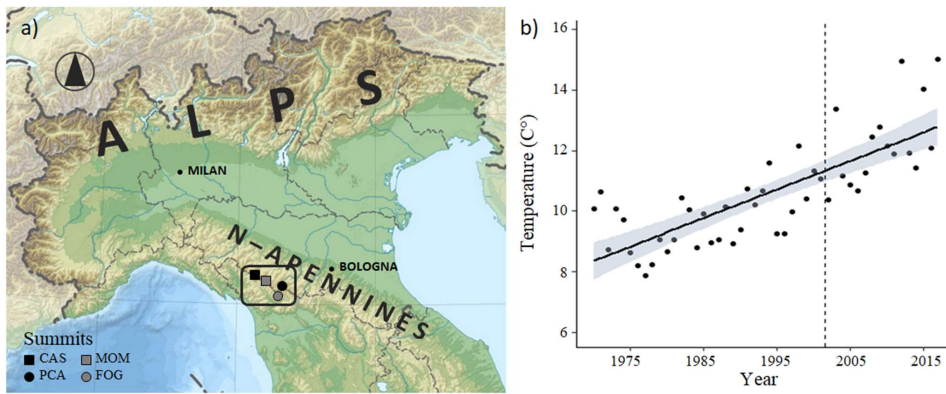 a)
ALPS
MILAN
N-APENNINES
BOLOGNA
Summits
CAS MOM
PCA FOG
b)
Temperature (C°)
16
14
12
10
8
6
1975 1985 1995 2005 2015
Year